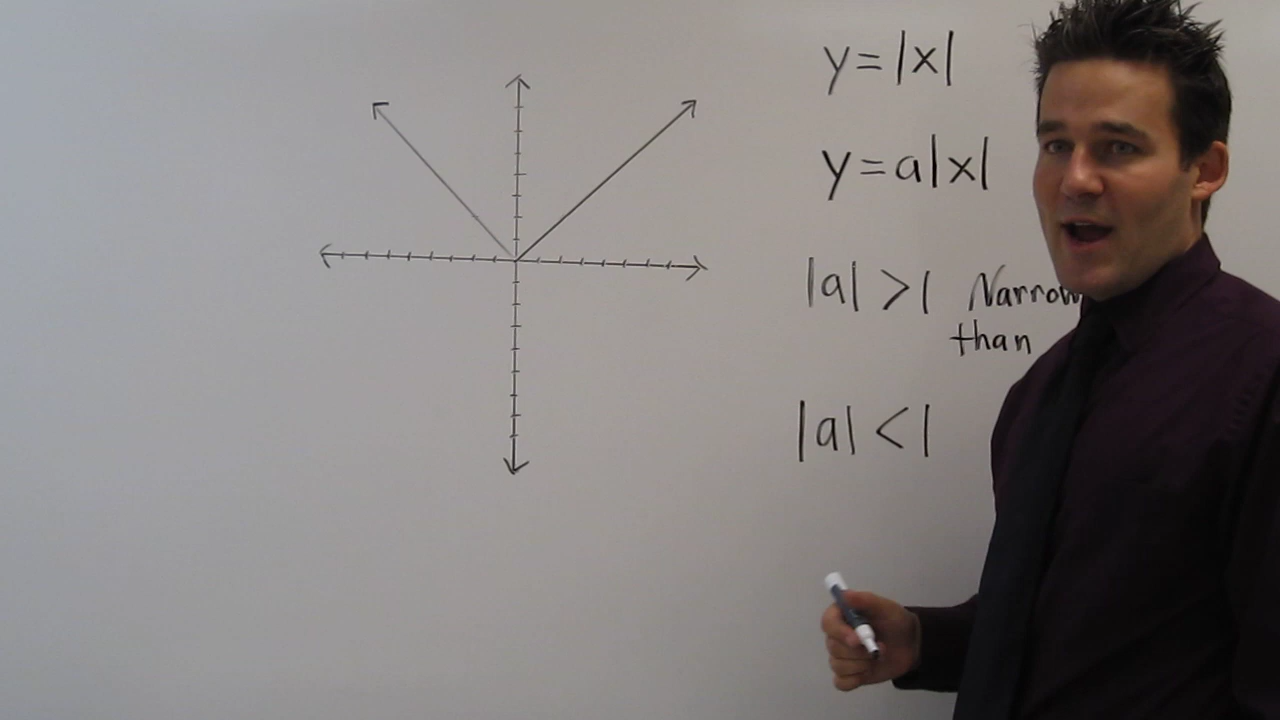 y=|x|
y=a|x|
|a| >1 Narrow
than
|a| <1